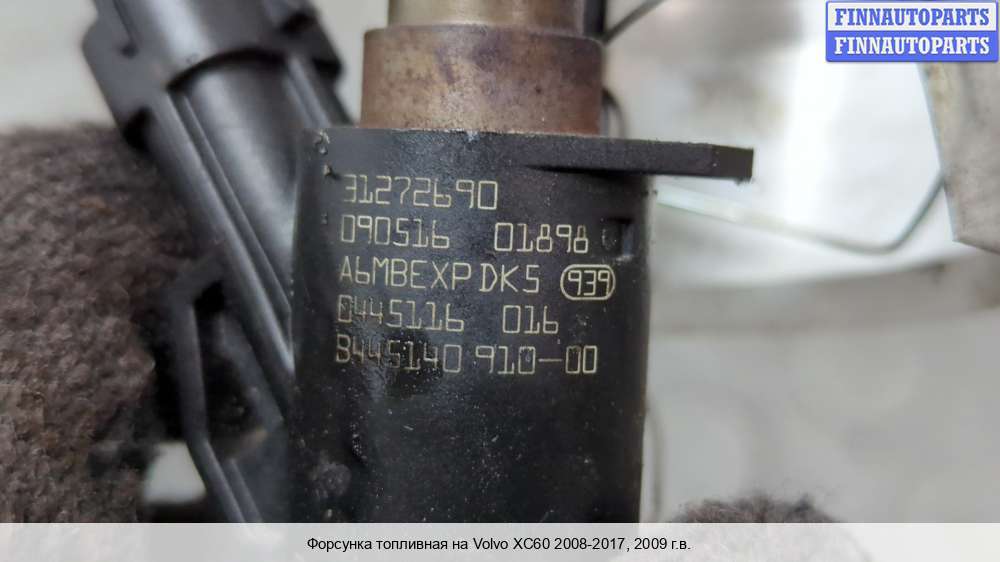 FINNAUTOPARTS
FINNAUTOPARTS
31272690
090516 01898
A6MBEXP DK5 939
0445116 016
B445140 910-00
Форсунка топливная на Volvo XC60 2008-2017, 2009 г.в.